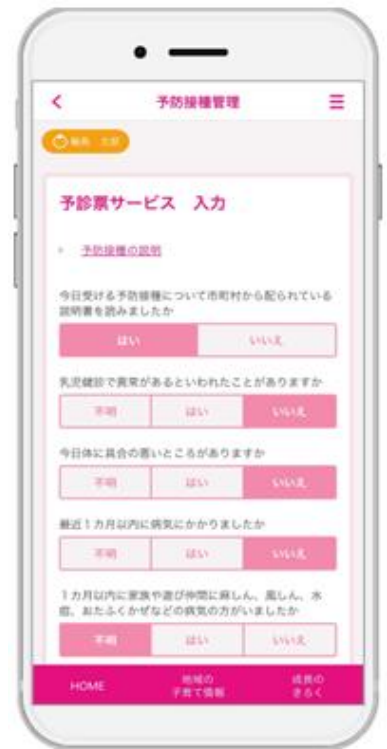 予防接種管理
太郎
予診票サービス 入力
予防接種の説明
今日受ける予防接種について市町村から配られている
説明書を読みましたか
はい いいえ
乳児健診で異常があるといわれたことがありますか
不明 はい いいえ
今日体に具合の悪いところがありますか
不明 はい いいえ
最近1カ月以内に病気にかかりましたか
不明 はい いいえ
1カ月以内に家族や遊び仲間に麻しん、風しん、水
痘、おたふくかぜなどの病気の方がいましたか
不明 はい いいえ
HOME
地域の
子育て情報
成長の
きろく